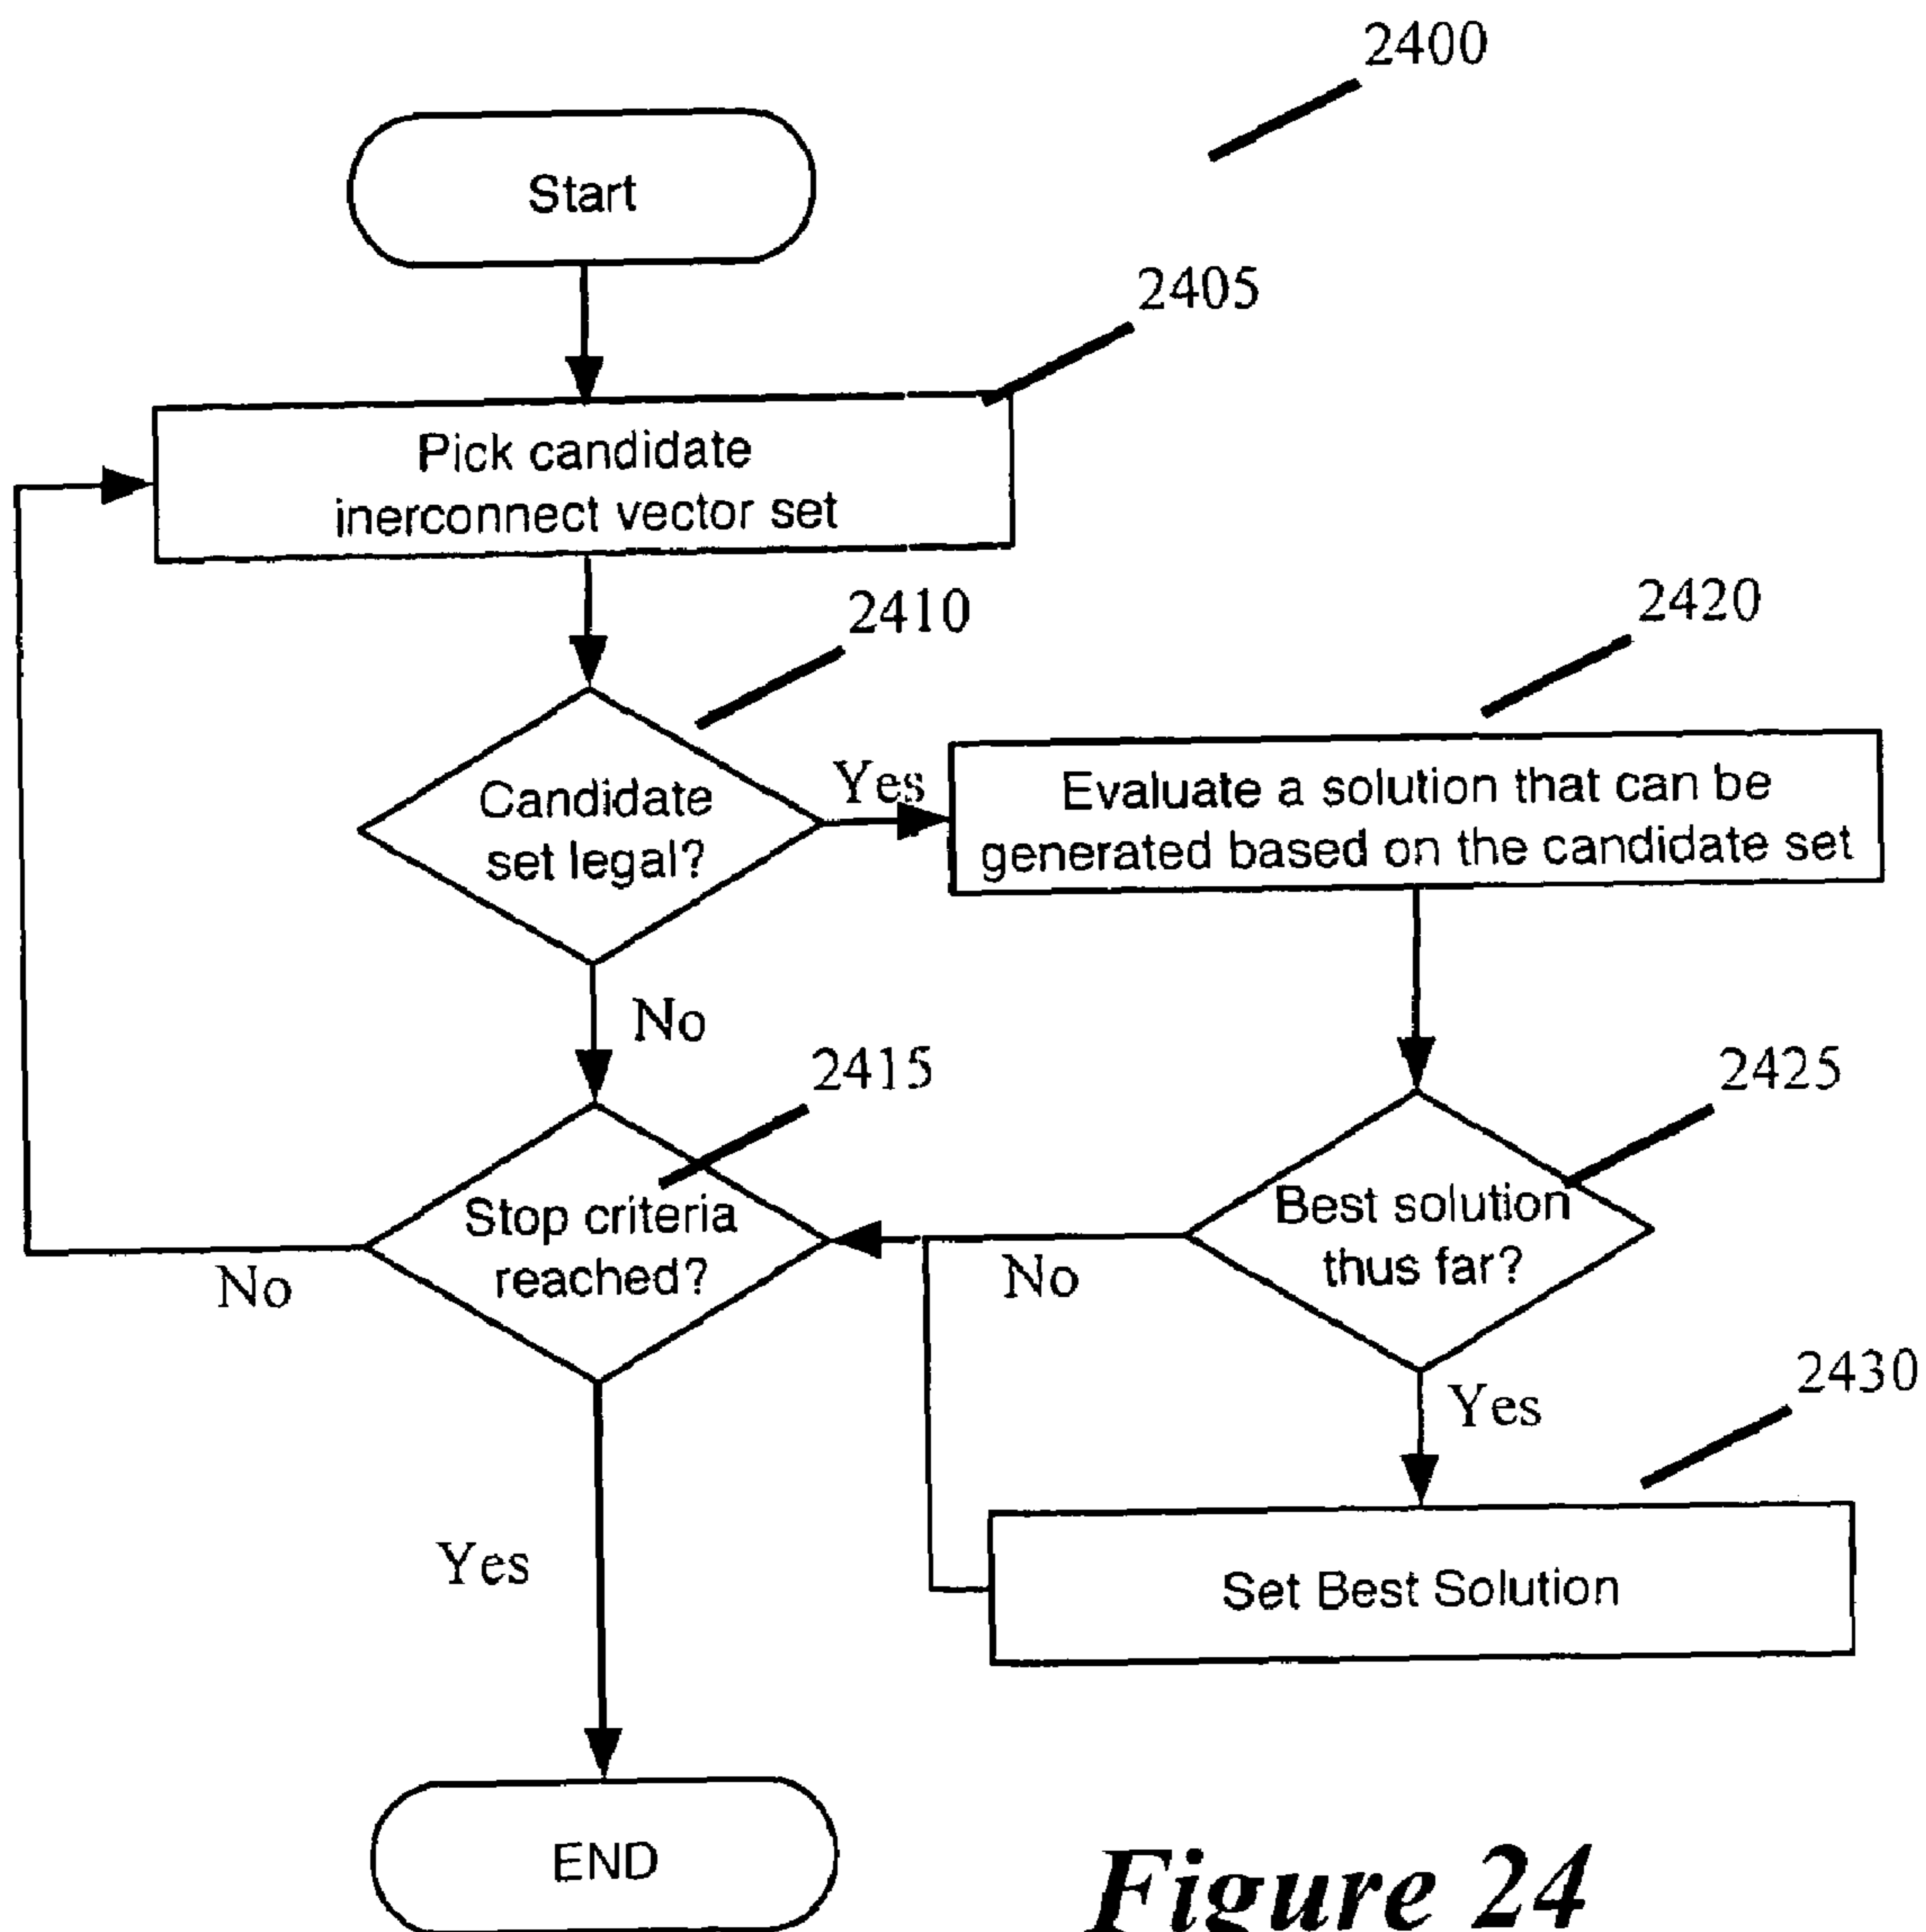 2400
Start
2405
Pick candidate
inerconnect vector set
2410
2420
Candidate
set legal?
Yes
Evaluate a solution that can be
generated based on the candidate set
No
2415
2425
Stop criteria
reached?
No
Best solution
thus far?
No
Yes
2430
Yes
Set Best Solution
END
Figure 24